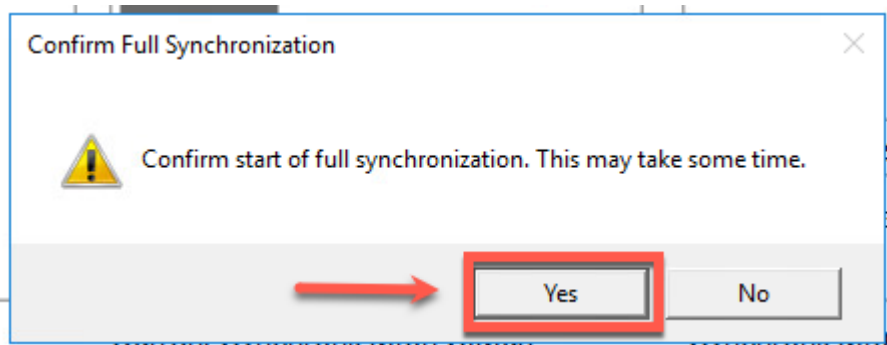 Confirm Full Synchronization
Confirm start of full synchronization. This may take some time.
Yes
No